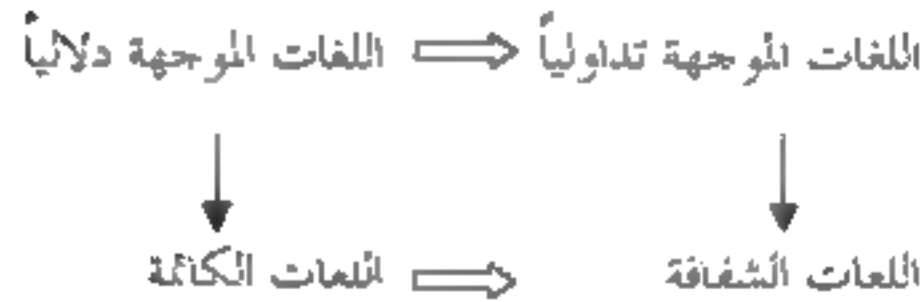 اللغات الموجهة تداولياً ⇒ اللغات الموجهة دلالياً
اللغات الشفافة ⇒ اللغات الكاتمة